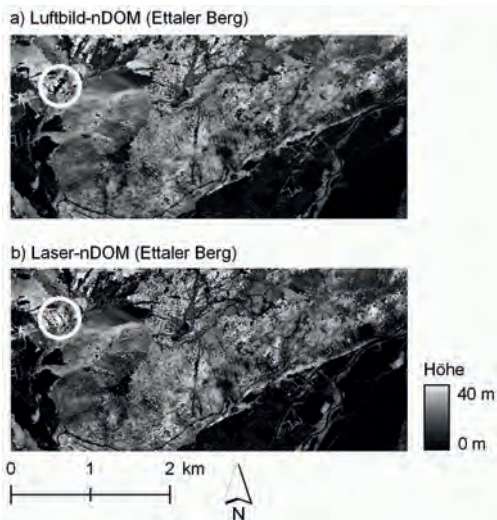 a) Luftbild-nDOM (Ettaler Berg)
b) Laser-nDOM (Ettaler Berg)
Höhe
40 m
0 m
0 1 2 km
N